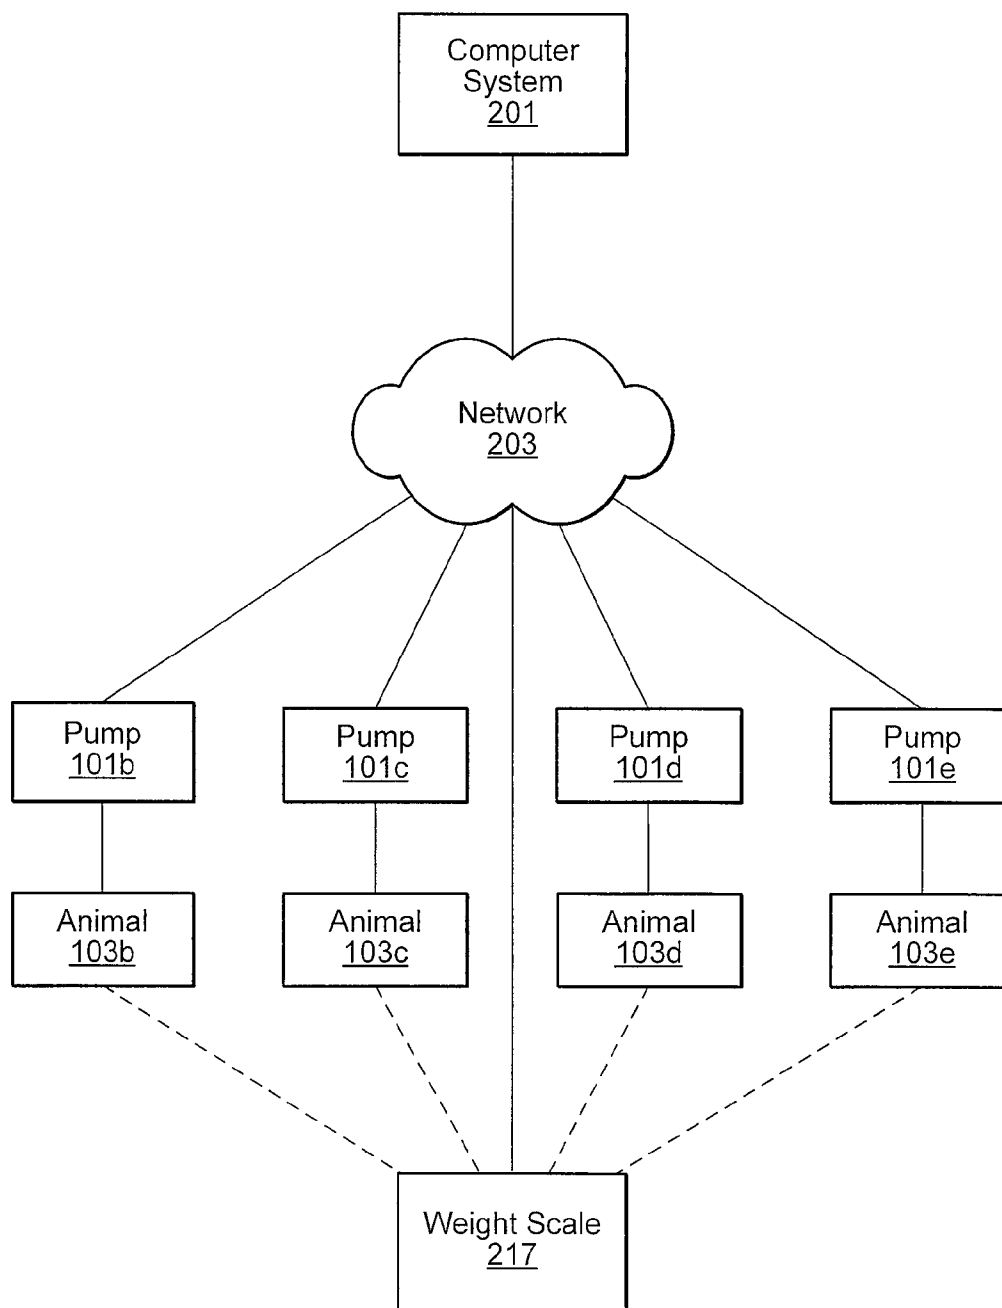 Computer
System
201
Network
203
Pump
101b
Pump
101c
Pump
101d
Pump
101e
Animal
103b
Animal
103c
Animal
103d
Animal
103e
Weight Scale
217